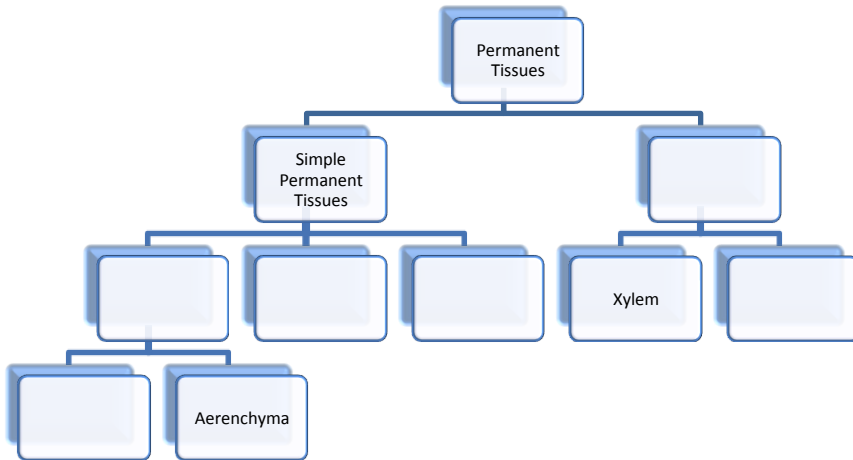 Permanent
Tissues
Simple
Permanent
Tissues
Xylem
Aerenchyma